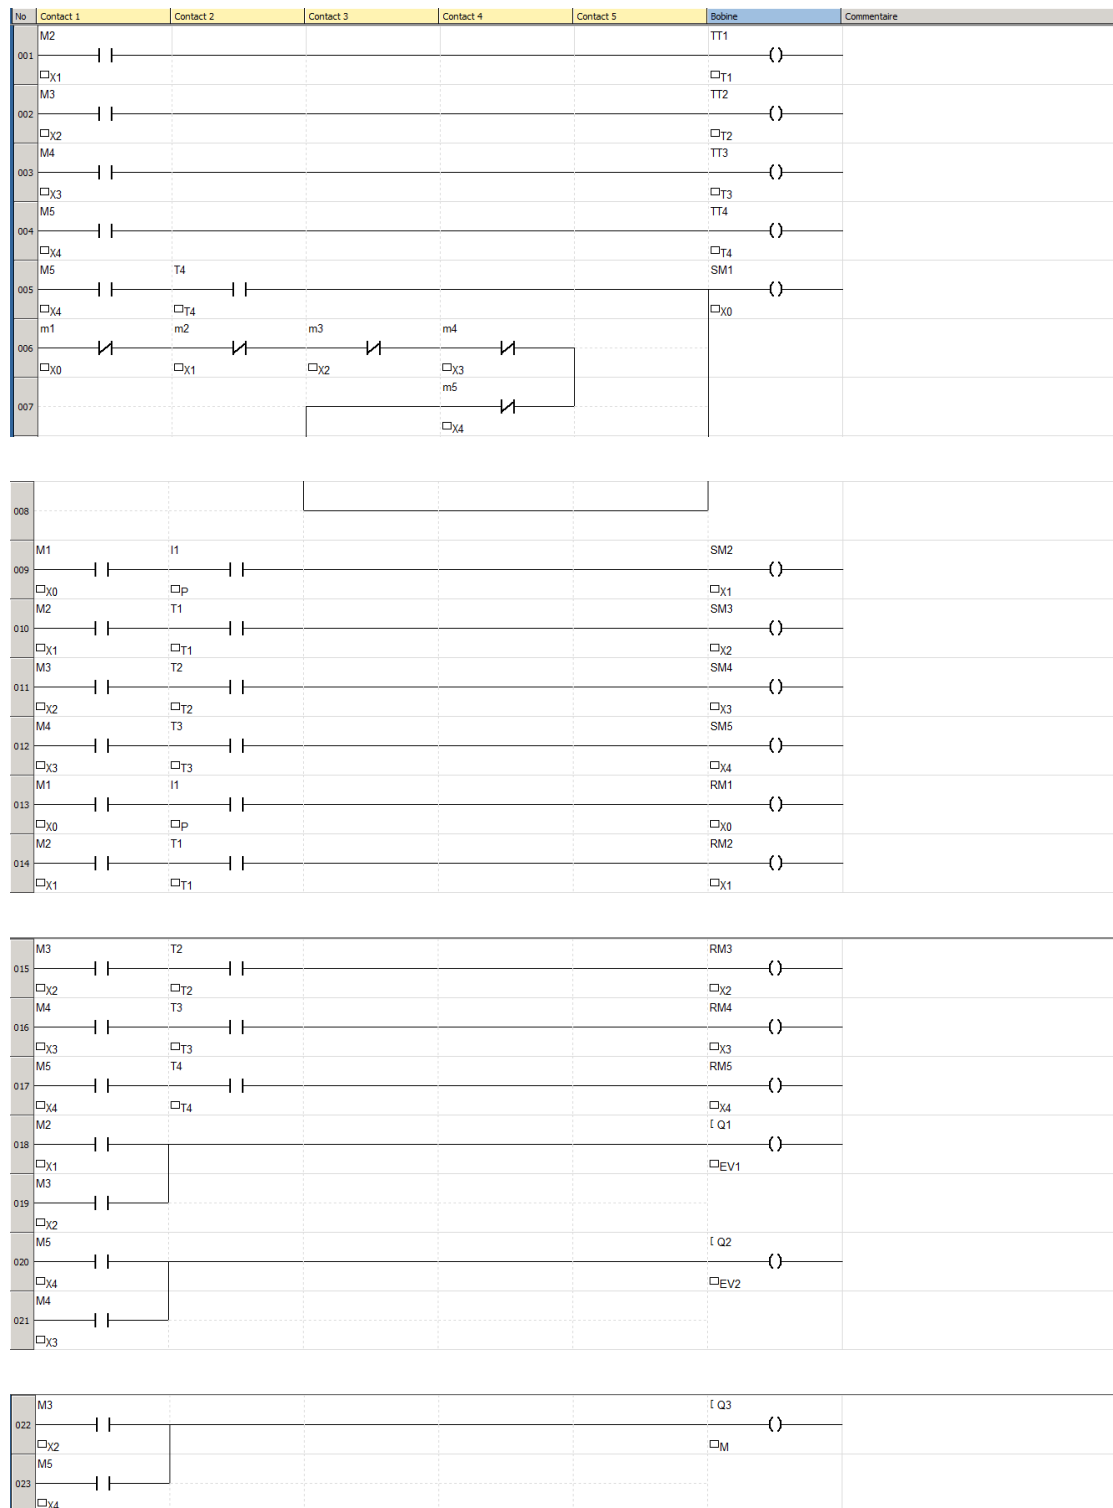 No Contact 1 Contact 2 Contact 3 Contact 4 Contact 5 Bobine Commentaire
M2 TT1
001
X1 T1
M3 TT2
002
X2 T2
M4 TT3
003
X3 T3
M5 TT4
004
X4 T4
M5 T4 SM1
005
X4 T4 X0
m1 m2 m3 m4
006
X0 X1 X2 X3
m5
007
X4
008
M1 I1 SM2
009
X0 P X1
M2 T1 SM3
010
X1 T1 X2
M3 T2 SM4
011
X2 T2 X3
M4 T3 SM5
012
X3 T3 X4
M1 I1 RM1
013
X0 P X0
M2 T1 RM2
014
X1 T1 X1
M3 T2 RM3
015
X2 T2 X2
M4 T3 RM4
016
X3 T3 X3
M5 T4 RM5
017
X4 T4 X4
M2 [ Q1
018
X1 EV1
M3
019
X2
M5 [ Q2
020
X4 EV2
M4
021
X3
M3 [ Q3
022
X2 M
M5
023
X4